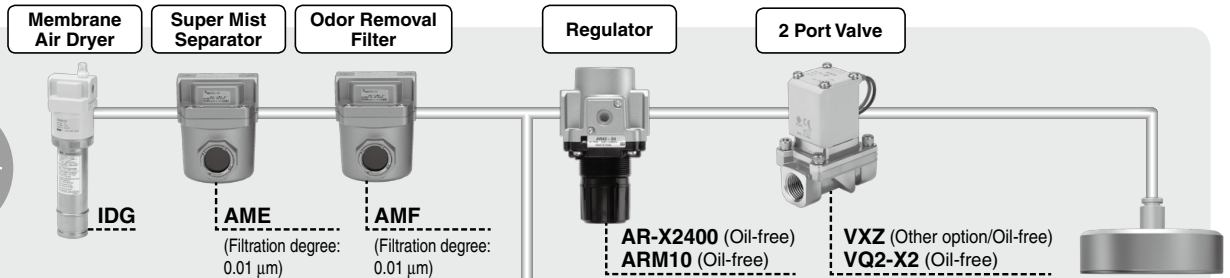 Membrane
Air Dryer
Super Mist
Separator
Odor Removal
Filter
Regulator
2 Port Valve
IDG
AME
(Filtration degree:
0.01 µm)
AMF
(Filtration degree:
0.01 µm)
AR-X2400 (Oil-free)
ARM10 (Oil-free)
VXZ (Other option/Oil-free)
VQ2-X2 (Oil-free)